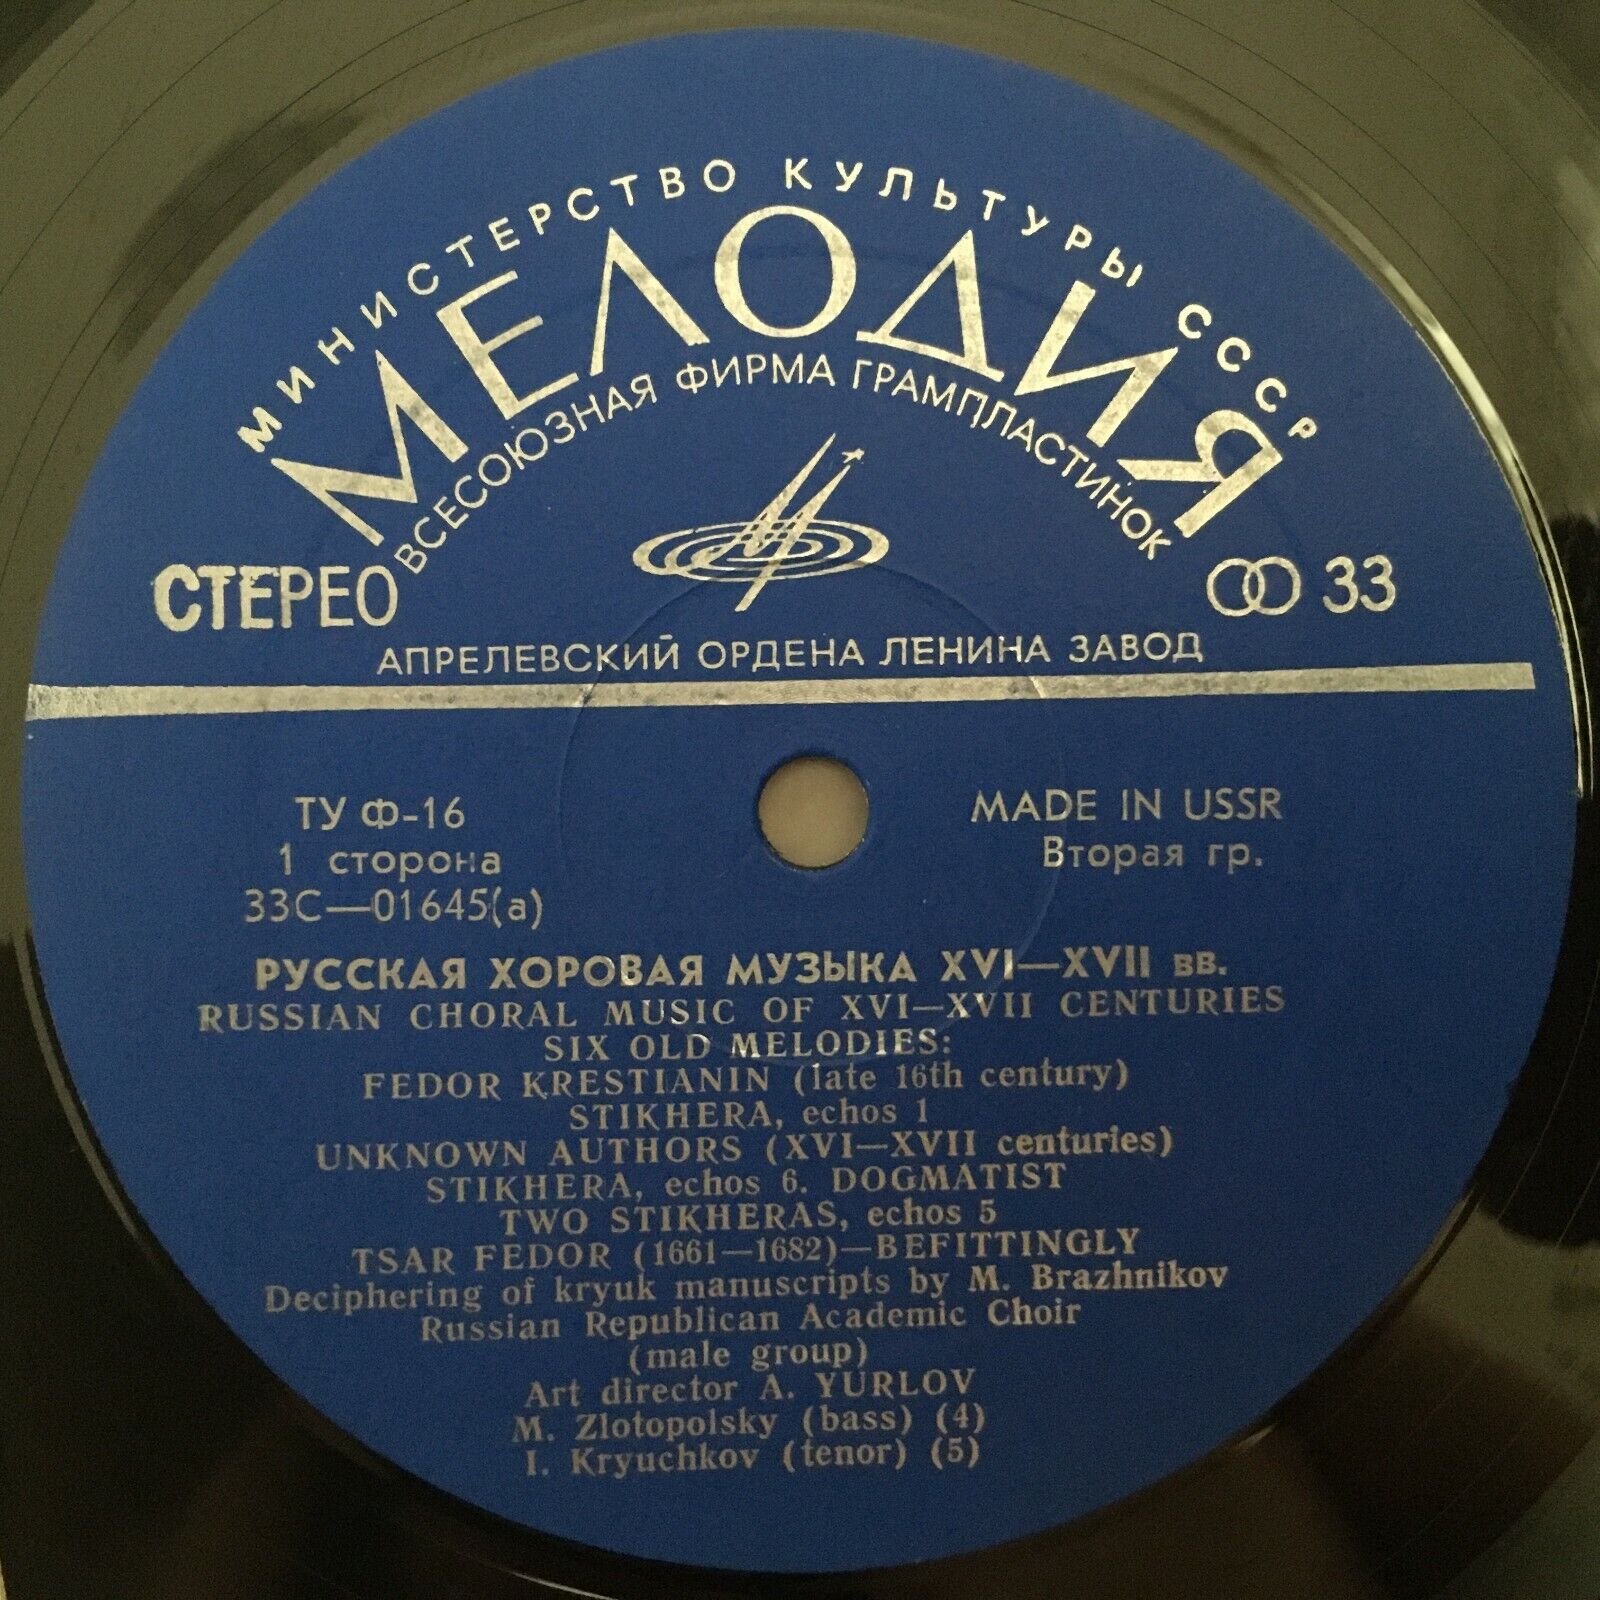 МИНИСТЕРСТВО КУЛЬТУРЫ СССР
МЕЛОДИЯ
ВСЕСОЮЗНАЯ ФИРМА ГРАМПЛАСТИНОК
СТЕРЕО
33
АПРЕЛЕВСКИЙ ОРДЕНА ЛЕНИНА ЗАВОД
ТУ Ф-16
1 сторона
33С—01645(а)
MADE IN USSR
Вторая гр.
РУССКАЯ ХОРОВАЯ МУЗЫКА XVI—XVII вв.
RUSSIAN CHORAL MUSIC OF XVI—XVII CENTURIES
SIX OLD MELODIES:
FEDOR KRESTIANIN (late 16th century)
STIKHERA, echos 1
UNKNOWN AUTHORS (XVI—XVII centuries)
STIKHERA, echos 6. DOGMATIST
TWO STIKHERAS, echos 5
TSAR FEDOR (1661—1682)—BEFITTINGLY
Deciphering of kryuk manuscripts by M. Brazhnikov
Russian Republican Academic Choir
(male group)
Art director A. YURLOV
M. Zlotopolsky (bass) (4)
I. Kryuchkov (tenor) (5)